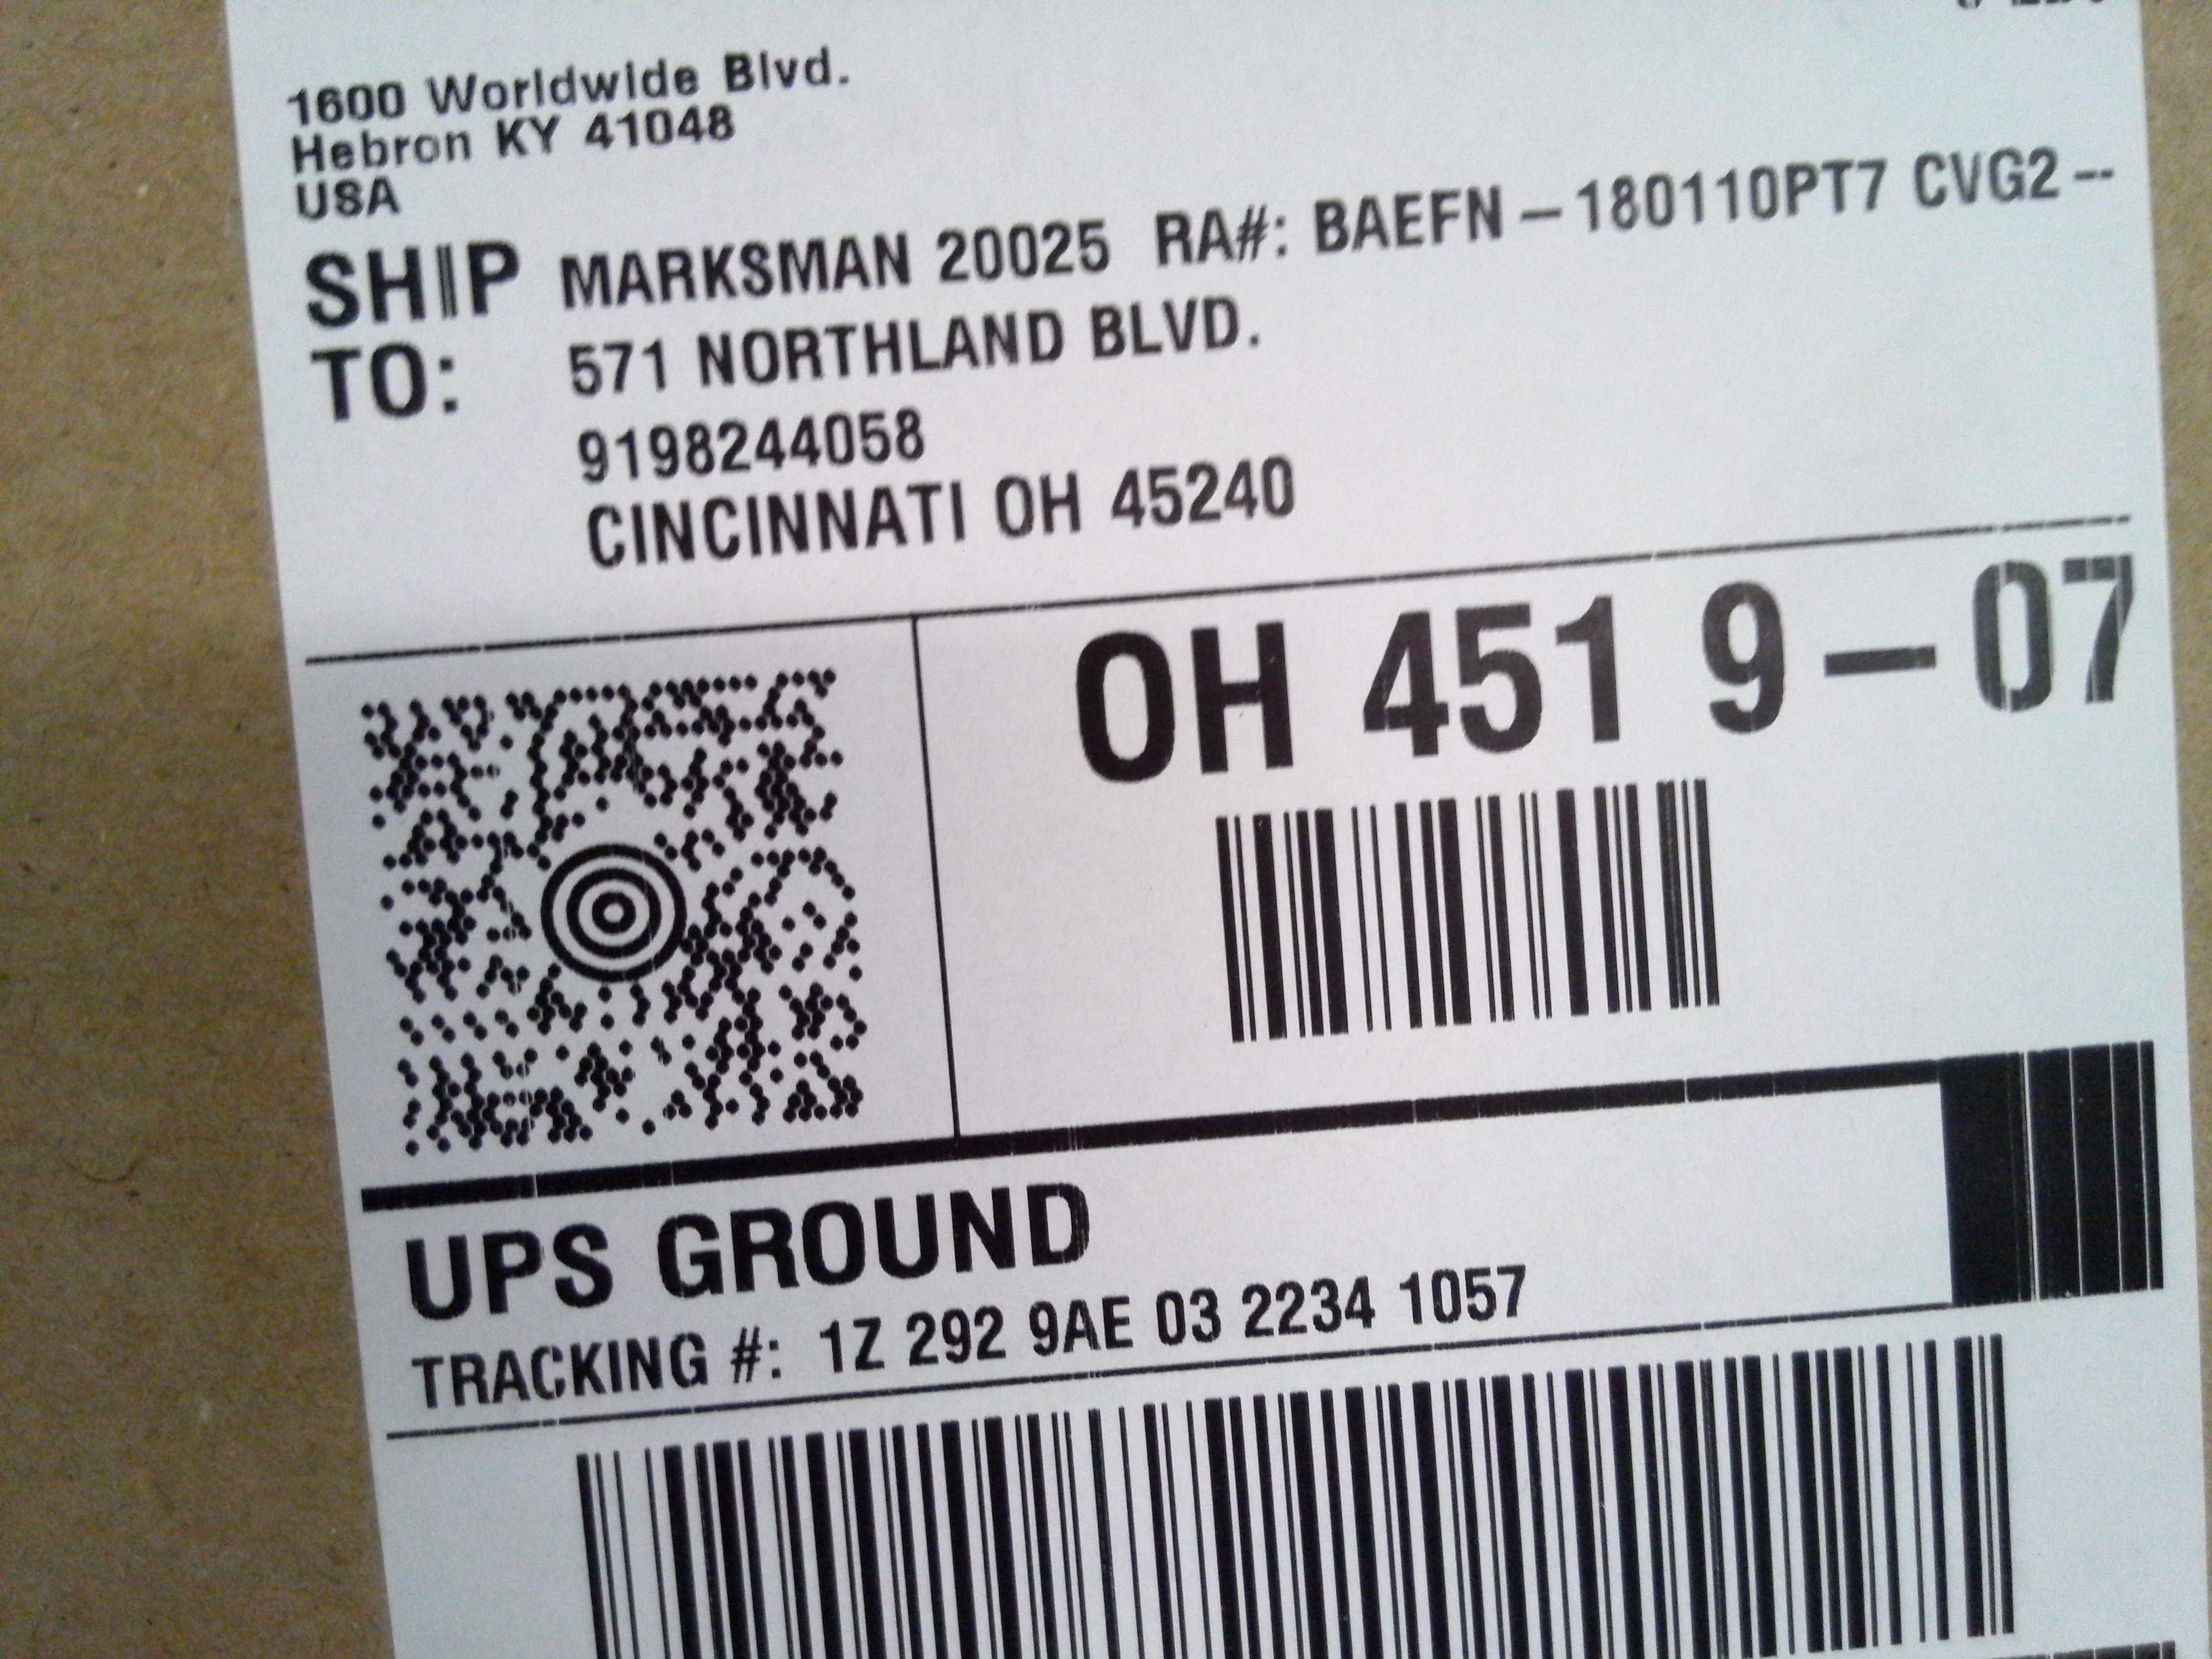 1600 Worldwide Blvd.
Hebron KY 41048
USA
SHIP TO:
MARKSMAN 20025 RA#: BAEFN – 180110PT7 CVG2 --
571 NORTHLAND BLVD.
9198244058
CINCINNATI OH 45240
OH 451 9 – 07
UPS GROUND
TRACKING #: 1Z 292 9AE 03 2234 1057